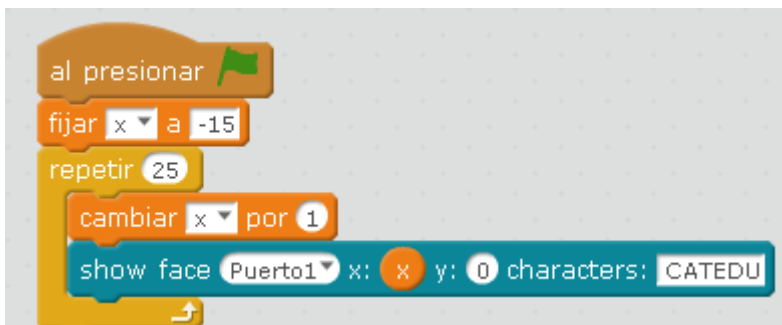 al presionar
fijar x a -15
repetir 25
cambiar x por 1
show face Puerto1 x: x y: 0 characters: CATEDU